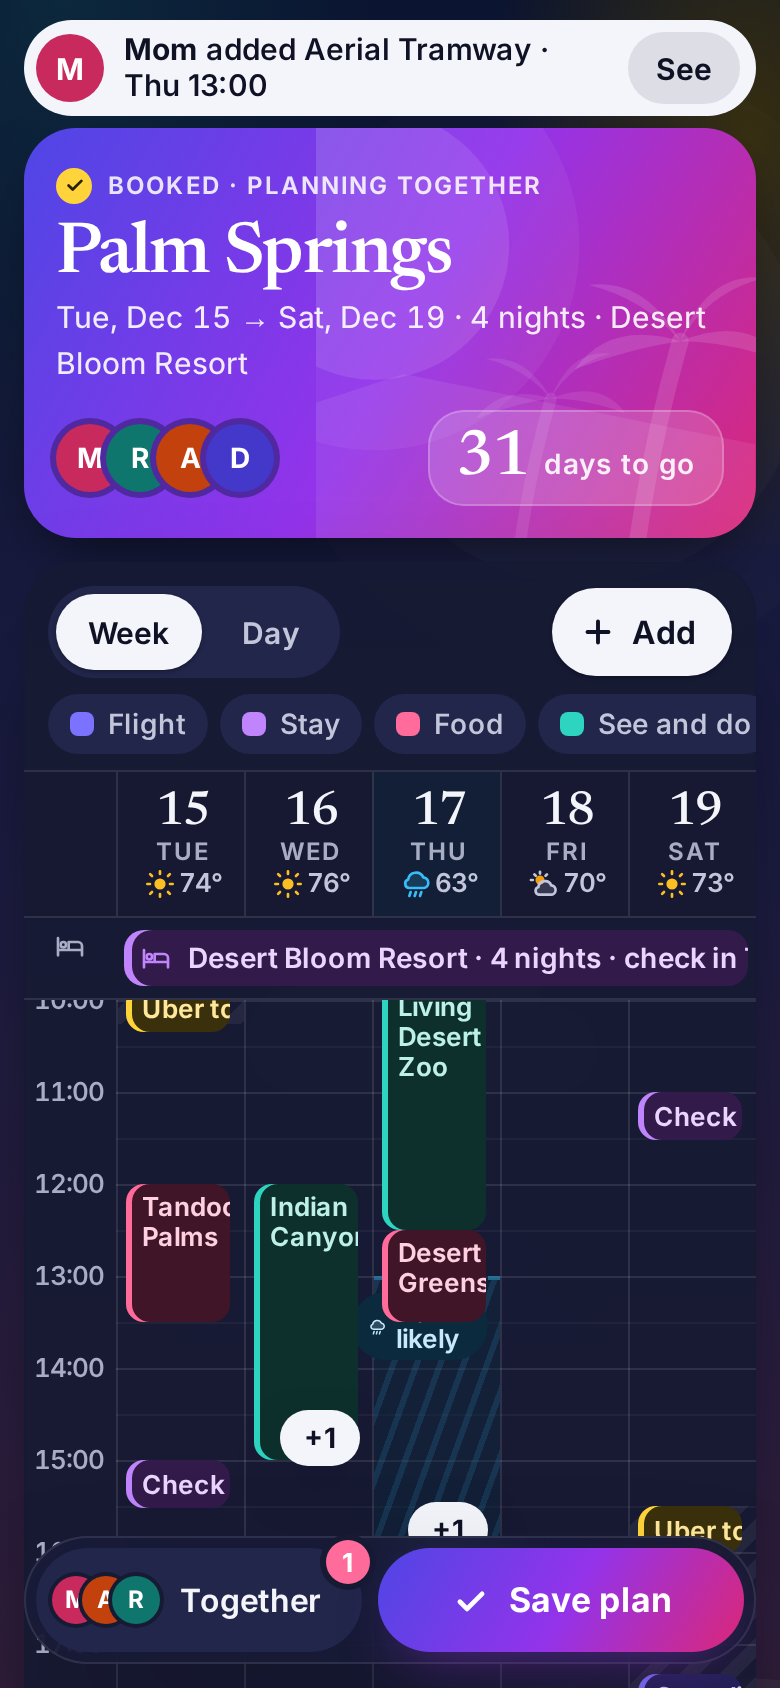 M
Mom added Aerial Tramway ·
Thu 13:00
See
BOOKED · PLANNING TOGETHER
Palm Springs
Tue, Dec 15 → Sat, Dec 19 · 4 nights · Desert
Bloom Resort
M R A D
31 days to go
Week Day
+ Add
Flight Stay Food See and do
15 16 17 18 19
TUE WED THU FRI SAT
74° 76° 63° 70° 73°
Desert Bloom Resort · 4 nights · check in
10:00
Uber to
Living
Desert
Zoo
11:00
Check
12:00
Tandoo
Palms
Indian
Canyon
Desert
Greens
13:00
likely
14:00
+1
15:00
Check
+1
Uber to
1
M A R
Together
Save plan